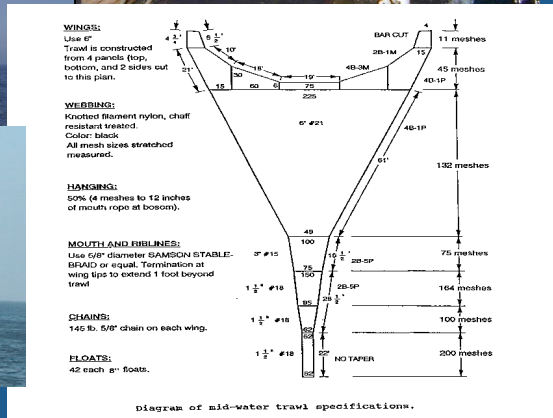 WINGS:
Use 6"
Trawl is constructed
from 4 panels (top,
bottom, and 2 sides cut
to this plan.
WEBBING:
Knotted filament nylon, chaff
resistant treated.
Color: black
All mesh sizes stretched
measured.
HANGING:
50% (4 meshes to 12 inches
of mouth rope at bosom).
MOUTH AND RIBLINES:
Use 5/8" diameter SAMSON STABLE-
BRAID or equal. Termination at
wing tips to extend 1 foot beyond
trawl
CHAINS:
145 lb. 5/8" chain on each wing.
FLOATS:
42 each 8" floats.
4
BAR CUT
11 meshes
10'
2B-1M
15
19'
4B-3M
45 meshes
21'
30
4B-1P
15
60
6
75
225
6" #21
4B-1P
61'
132 meshes
49
100
3" #15
2B-5P
75 meshes
75
150
1 1/2" #18
2B-5P
164 meshes
95
1 1/2" #18
100 meshes
62
62
1 1/2" #18
22'
NO TAPER
200 meshes
62
Diagram of mid-water trawl specifications.